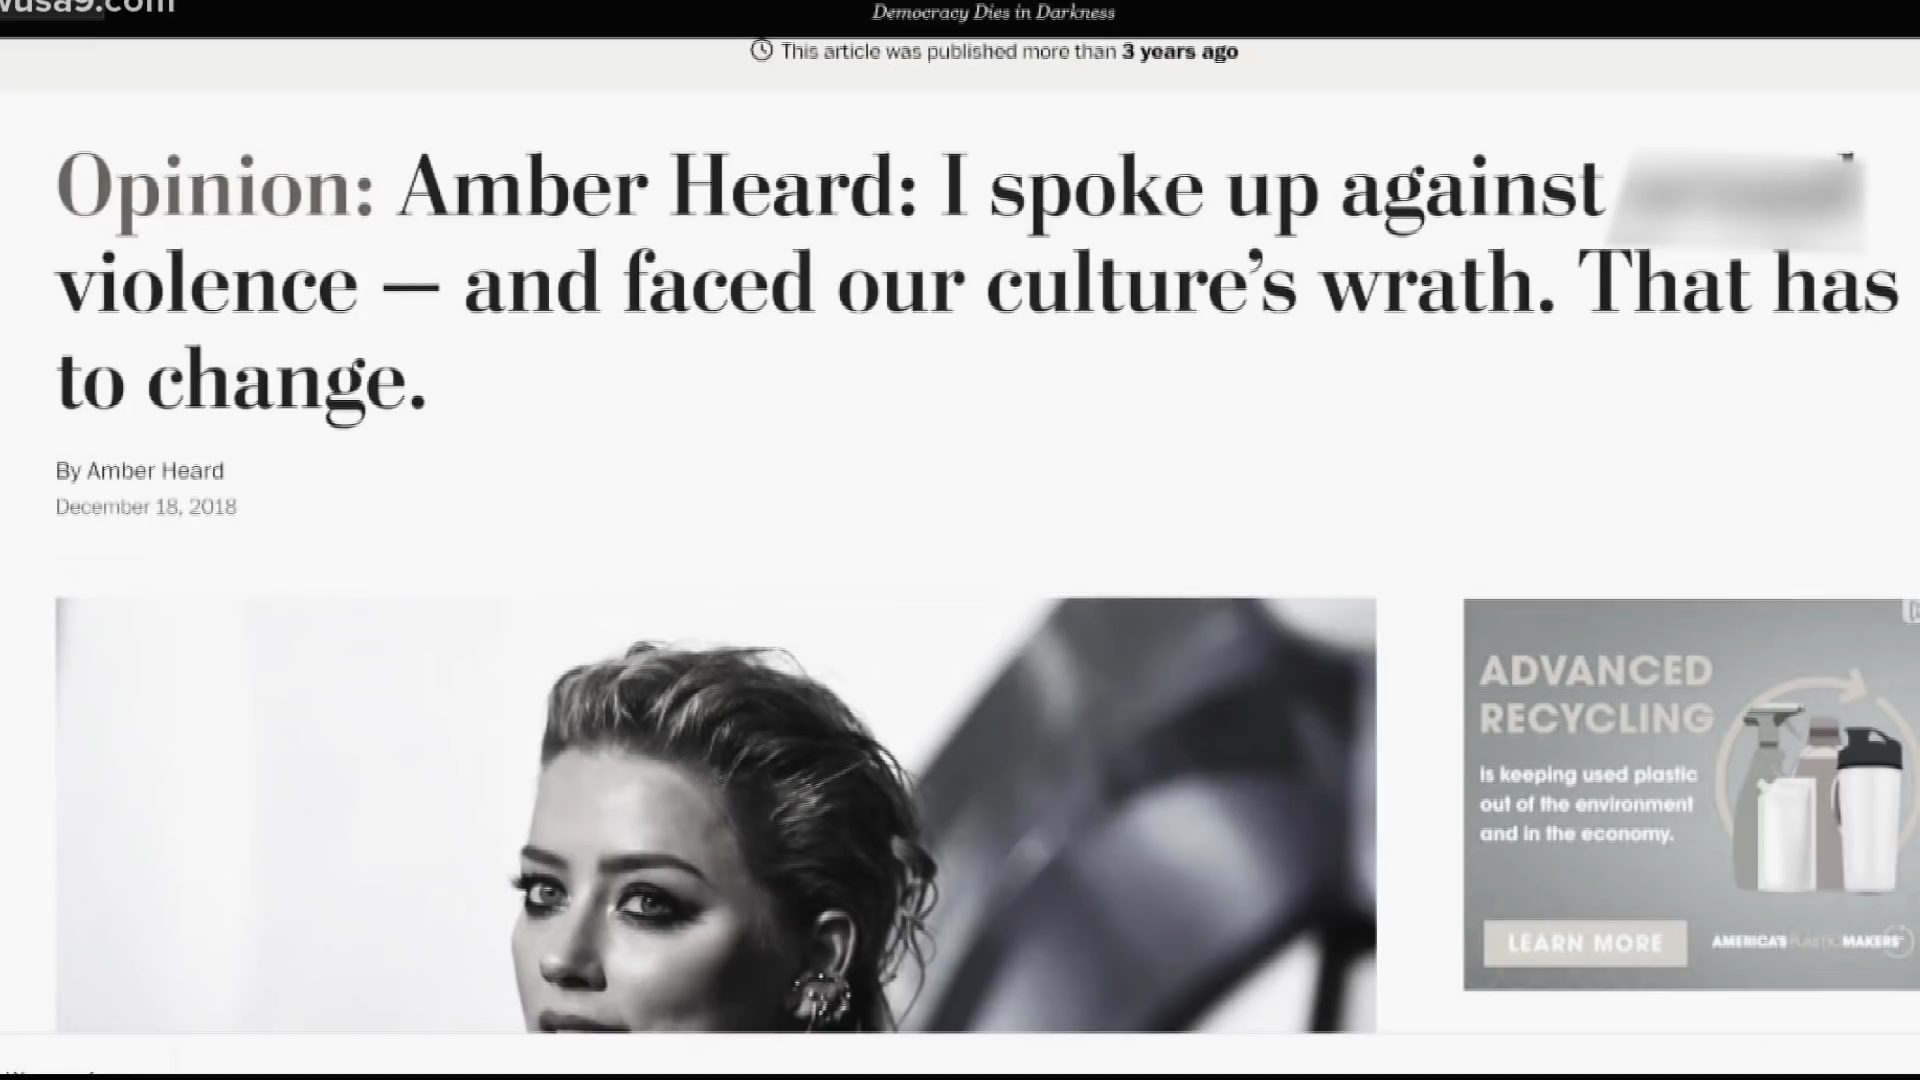 wusa9.com
Democracy Dies in Darkness
This article was published more than 3 years ago
Opinion: Amber Heard: I spoke up against
violence — and faced our culture's wrath. That has
to change.
By Amber Heard
December 18, 2018
ADVANCED
RECYCLING
is keeping used plastic
out of the environment
and in the economy.
LEARN MORE
AMERICA'S PLASTIC MAKERS